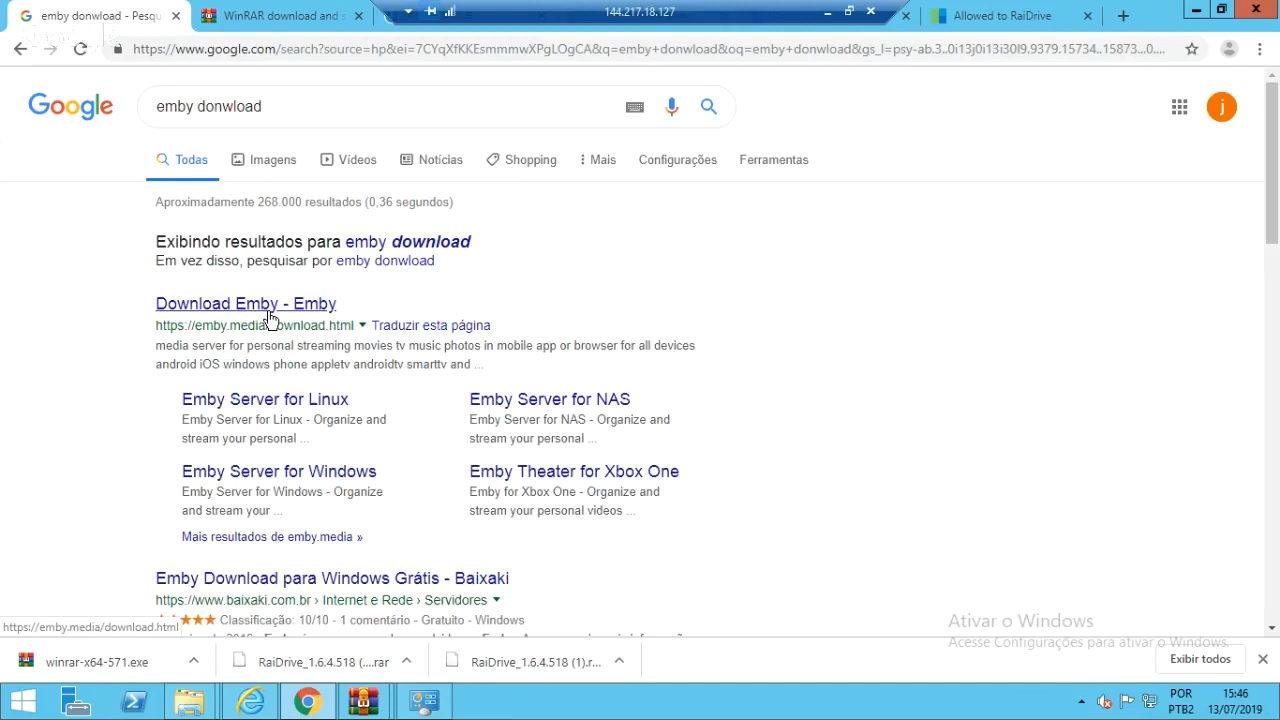 emby donwload - Pesqu
WinRAR download and s
144.217.18.127
Allowed to RaiDrive
https://www.google.com/search?source=hp&ei=7CYqXfKKEsmmmwXPgLOgCA&q=emby+donwload&oq=emby+donwload&gs_l=psy-ab.3..0i13j0i13i30l9.9379.15734..15873...0....
Google
emby donwload
j
Todas
Imagens
Vídeos
Notícias
Shopping
Mais
Configurações
Ferramentas
Aproximadamente 268.000 resultados (0,36 segundos)
Exibindo resultados para emby download
Em vez disso, pesquisar por emby donwload
Download Emby - Emby
https://emby.media/download.html Traduzir esta página
media server for personal streaming movies tv music photos in mobile app or browser for all devices
android iOS windows phone appletv androidtv smarttv and ...
Emby Server for Linux
Emby Server for Linux - Organize and
stream your personal ...
Emby Server for NAS
Emby Server for NAS - Organize and
stream your personal ...
Emby Server for Windows
Emby Server for Windows - Organize
and stream your ...
Emby Theater for Xbox One
Emby for Xbox One - Organize and
stream your personal videos ...
Mais resultados de emby.media »
Emby Download para Windows Grátis - Baixaki
https://www.baixaki.com.br › Internet e Rede › Servidores
Classificação: 10/10 - 1 comentário - Gratuito - Windows
https://emby.media/download.html
Ativar o Windows
Acesse Configurações para ativar o Windows.
winrar-x64-571.exe
RaiDrive_1.6.4.518 (....rar
RaiDrive_1.6.4.518 (1).r...
Exibir todos
POR
PTB2
15:46
13/07/2019